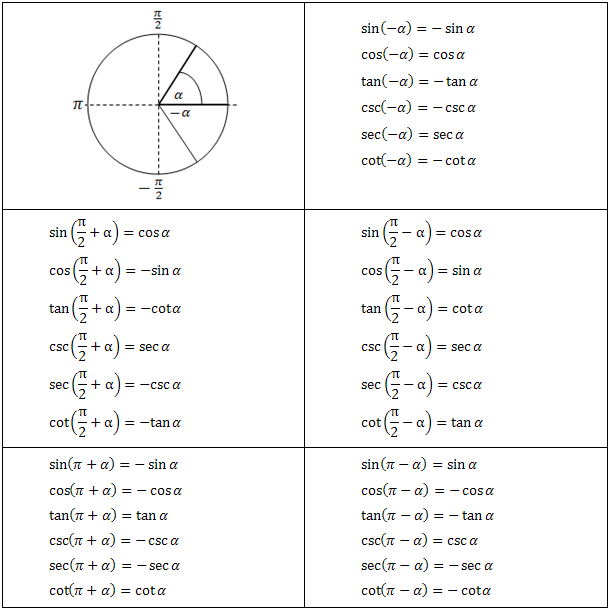 π/2
π
α
−α
− π/2
sin(−α) = − sin α
cos(−α) = cos α
tan(−α) = − tan α
csc(−α) = − csc α
sec(−α) = sec α
cot(−α) = − cot α
sin(π/2 + α) = cos α
cos(π/2 + α) = −sin α
tan(π/2 + α) = −cot α
csc(π/2 + α) = sec α
sec(π/2 + α) = −csc α
cot(π/2 + α) = −tan α
sin(π/2 − α) = cos α
cos(π/2 − α) = sin α
tan(π/2 − α) = cot α
csc(π/2 − α) = sec α
sec(π/2 − α) = csc α
cot(π/2 − α) = tan α
sin(π + α) = − sin α
cos(π + α) = − cos α
tan(π + α) = tan α
csc(π + α) = − csc α
sec(π + α) = − sec α
cot(π + α) = cot α
sin(π − α) = sin α
cos(π − α) = − cos α
tan(π − α) = − tan α
csc(π − α) = csc α
sec(π − α) = − sec α
cot(π − α) = − cot α